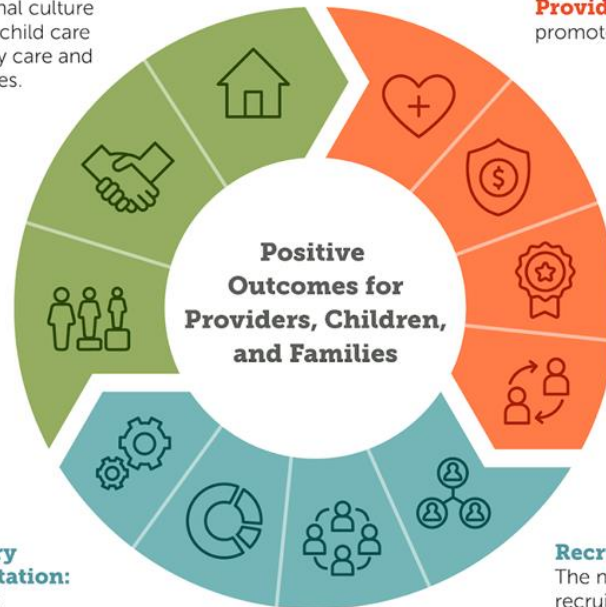 nal culture
child care
y care and
es.
Provid
promot
Positive
Outcomes for
Providers, Children,
and Families
$
ry
tation:
Recr
The n
recrui